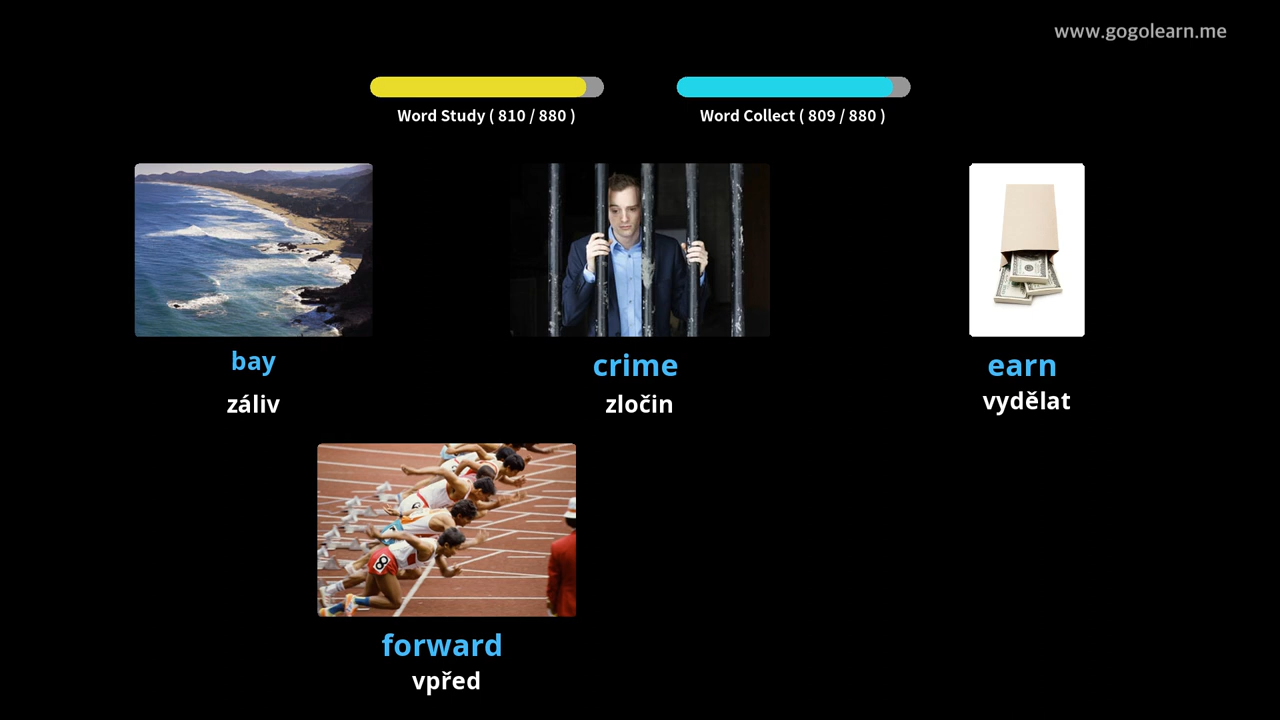 www.gogolearn.me
Word Study ( 810 / 880 )
Word Collect ( 809 / 880 )
bay
záliv
crime
zločin
earn
vydělat
8
forward
vpřed